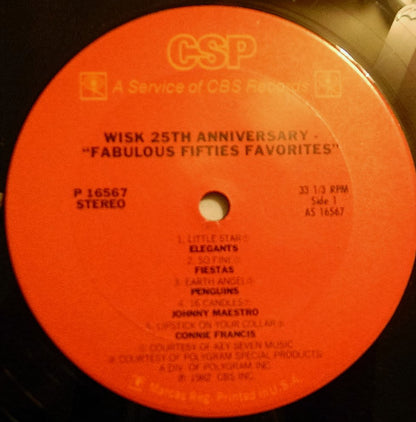 CSP
A Service of CBS Records
WISK 25TH ANNIVERSARY -
"FABULOUS FIFTIES FAVORITES"
P 16567
STEREO
33 1/3 RPM
Side 1
AS 16567
1. LITTLE STAR
ELEGANTS
2. SO FINE
FIESTAS
3. EARTH ANGEL
PENGUINS
4. 16 CANDLES
JOHNNY MAESTRO
5. LIPSTICK ON YOUR COLLAR
CONNIE FRANCIS
COURTESY OF KEY SEVEN MUSIC
COURTESY OF POLYGRAM SPECIAL PRODUCTS
A DIV. OF POLYGRAM INC.
℗ 1982 CBS INC.
Marcas Reg. Printed in U.S.A.